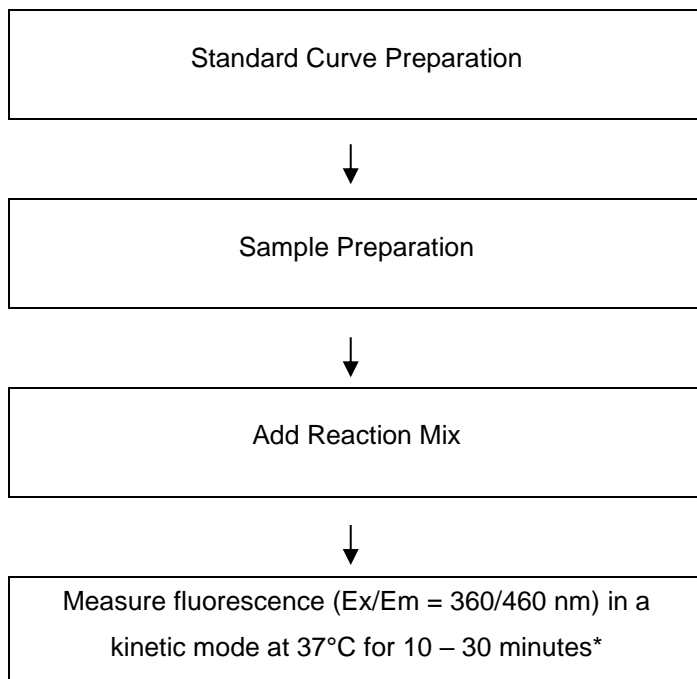 Standard Curve Preparation
Sample Preparation
Add Reaction Mix
Measure fluorescence (Ex/Em = 360/460 nm) in a
kinetic mode at 37°C for 10 – 30 minutes*